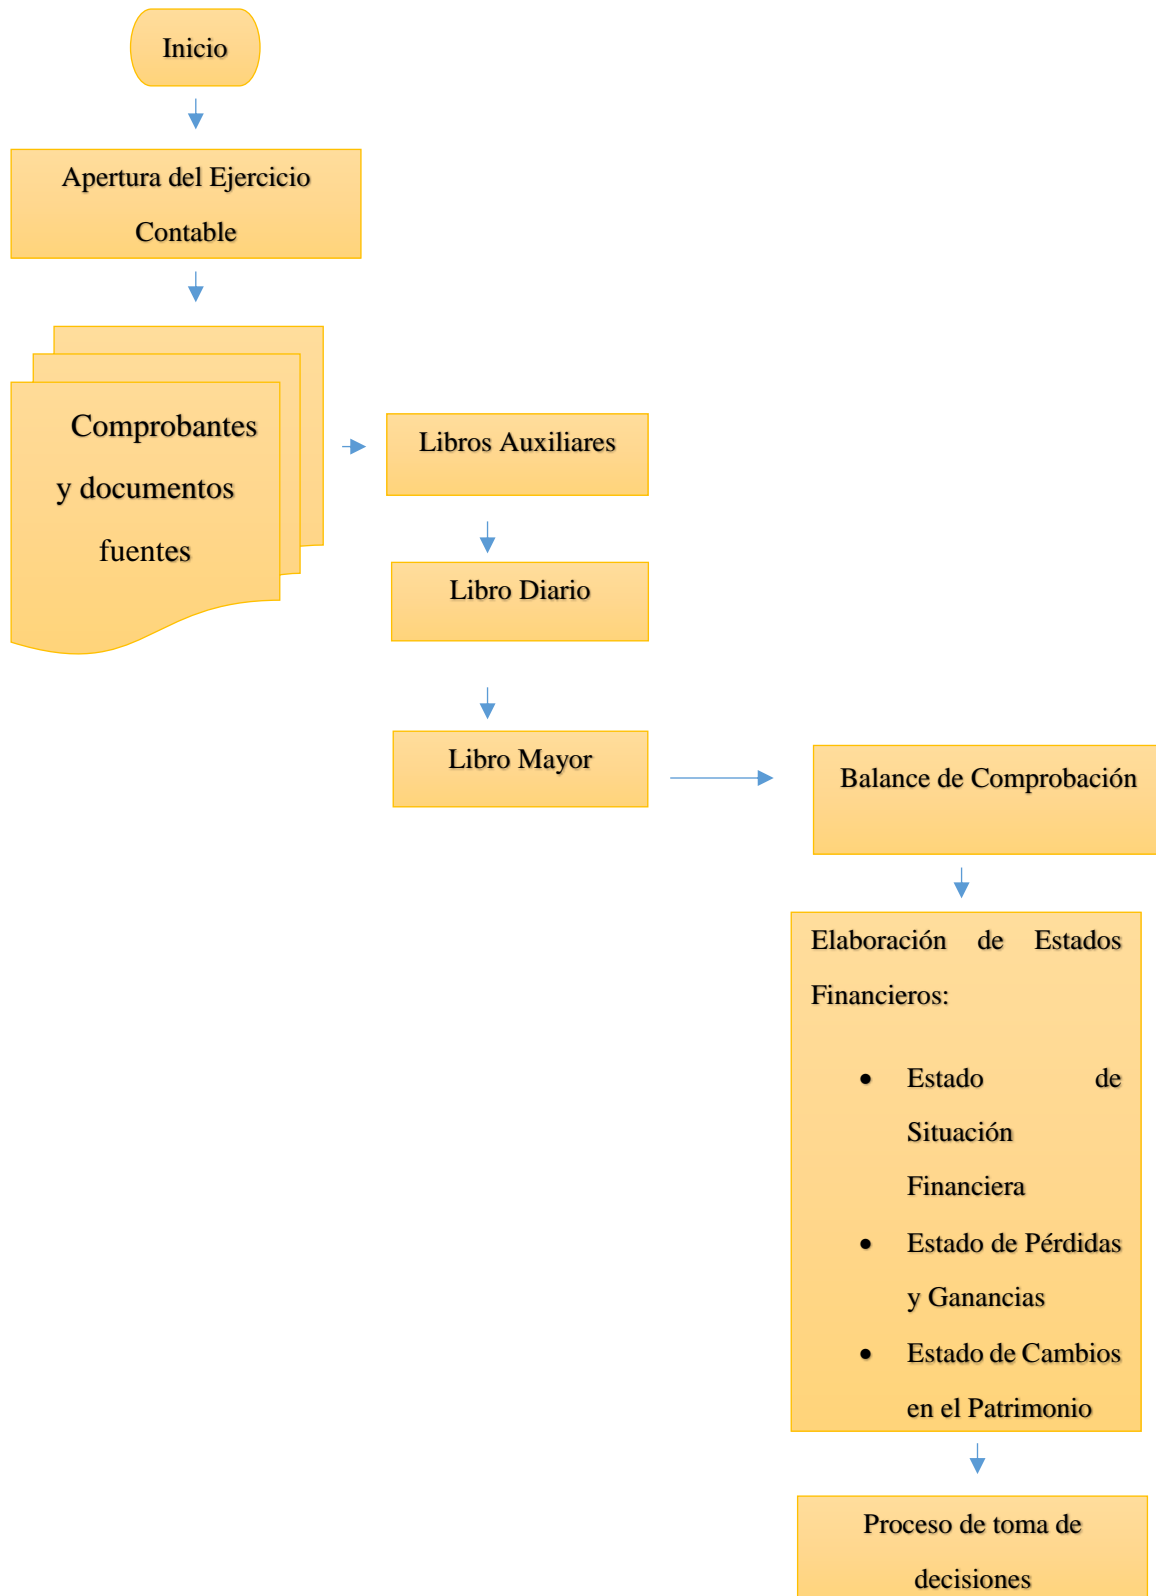 Inicio
Apertura del Ejercicio
Contable
Comprobantes
y documentos
fuentes
Libros Auxiliares
Libro Diario
Libro Mayor
Balance de Comprobación
Elaboración de Estados
Financieros:
• Estado de
Situación
Financiera
• Estado de Pérdidas
y Ganancias
• Estado de Cambios
en el Patrimonio
Proceso de toma de
decisiones